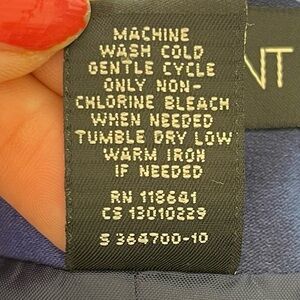 MACHINE
WASH COLD
GENTLE CYCLE
ONLY NON-
CHLORINE BLEACH
WHEN NEEDED
TUMBLE DRY LOW
WARM IRON
IF NEEDED
RN 118641
CS 13010229
S 364700-10
NT